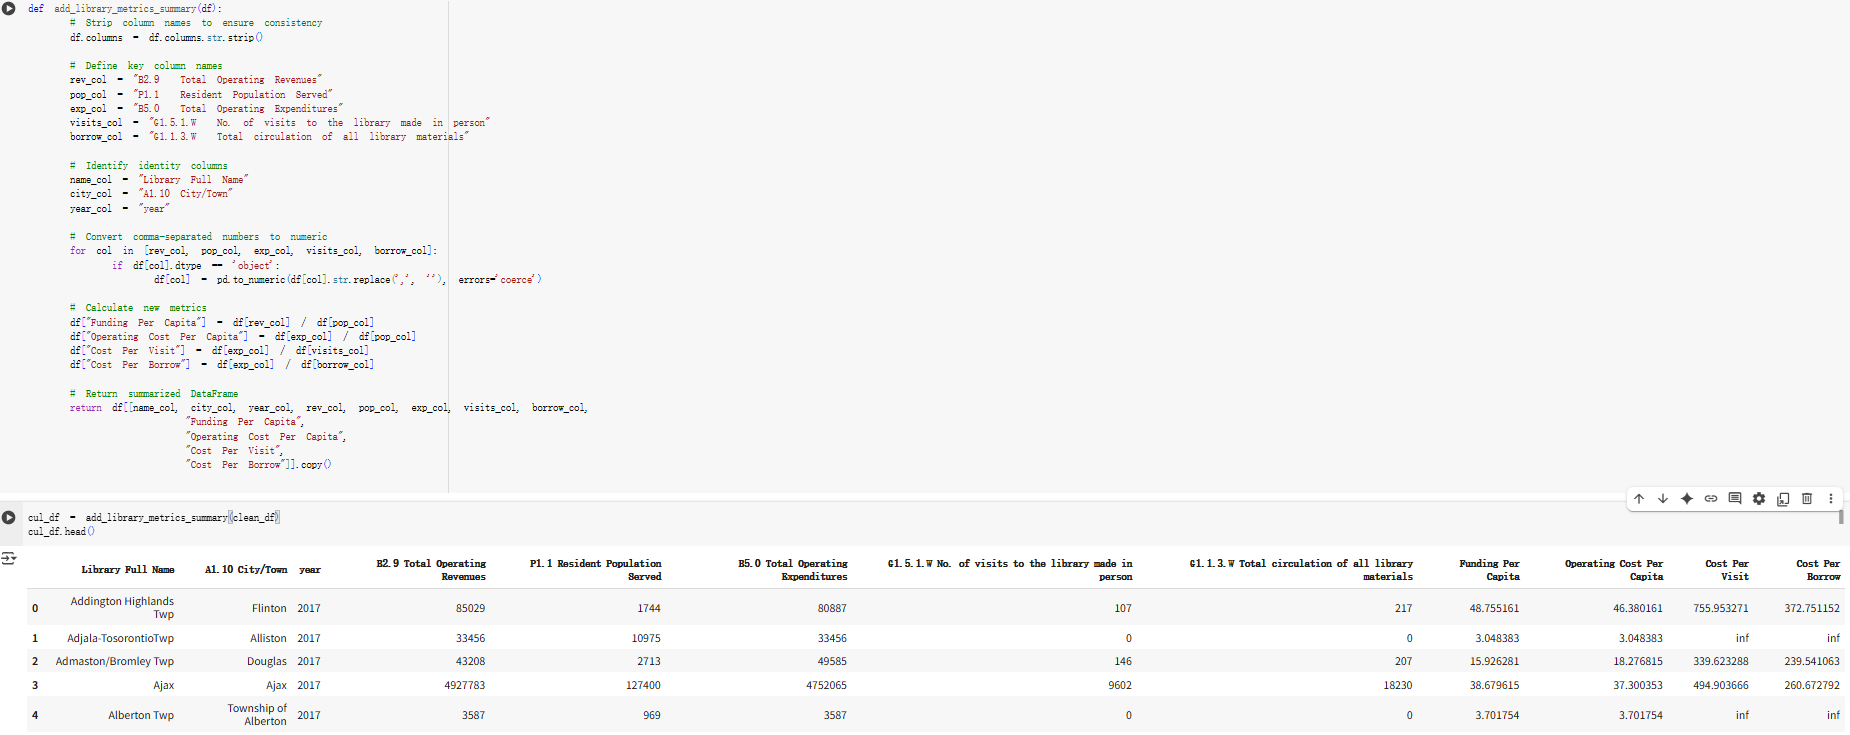 def add_library_metrics_summary(df):
# Strip column names to ensure consistency
df.columns = df.columns.str.strip()
# Define key column names
rev_col = "B2.9  Total Operating Revenues"
pop_col = "P1.1  Resident Population Served"
exp_col = "B5.0  Total Operating Expenditures"
visits_col = "G1.5.1.W  No. of visits to the library made in person"
borrow_col = "G1.1.3.W  Total circulation of all library materials"
# Identify identity columns
name_col = "Library Full Name"
city_col = "A1.10 City/Town"
year_col = "year"
# Convert comma-separated numbers to numeric
for col in [rev_col, pop_col, exp_col, visits_col, borrow_col]:
if df[col].dtype == 'object':
df[col] = pd.to_numeric(df[col].str.replace(',', ''), errors='coerce')
# Calculate new metrics
df["Funding Per Capita"] = df[rev_col] / df[pop_col]
df["Operating Cost Per Capita"] = df[exp_col] / df[pop_col]
df["Cost Per Visit"] = df[exp_col] / df[visits_col]
df["Cost Per Borrow"] = df[exp_col] / df[borrow_col]
# Return summarized DataFrame
return df[[name_col, city_col, year_col, rev_col, pop_col, exp_col, visits_col, borrow_col,
"Funding Per Capita",
"Operating Cost Per Capita",
"Cost Per Visit",
"Cost Per Borrow"]].copy()
cul_df = add_library_metrics_summary(clean_df)
cul_df.head()
Library Full Name A1.10 City/Town year B2.9 Total Operating Revenues P1.1 Resident Population Served B5.0 Total Operating Expenditures G1.5.1.W No. of visits to the library made in person G1.1.3.W Total circulation of all library materials Funding Per Capita Operating Cost Per Capita Cost Per Visit Cost Per Borrow
0 Addington Highlands Twp Flinton 2017 85029 1744 80887 107 217 48.755161 46.380161 755.953271 372.751152
1 Adjala-TosorontioTwp Alliston 2017 33456 10975 33456 0 0 3.048383 3.048383 inf inf
2 Admaston/Bromley Twp Douglas 2017 43208 2713 49585 146 207 15.926281 18.276815 339.623288 239.541063
3 Ajax Ajax 2017 4927783 127400 4752065 9602 18230 38.679615 37.300353 494.903666 260.672792
4 Alberton Twp Township of Alberton 2017 3587 969 3587 0 0 3.701754 3.701754 inf inf